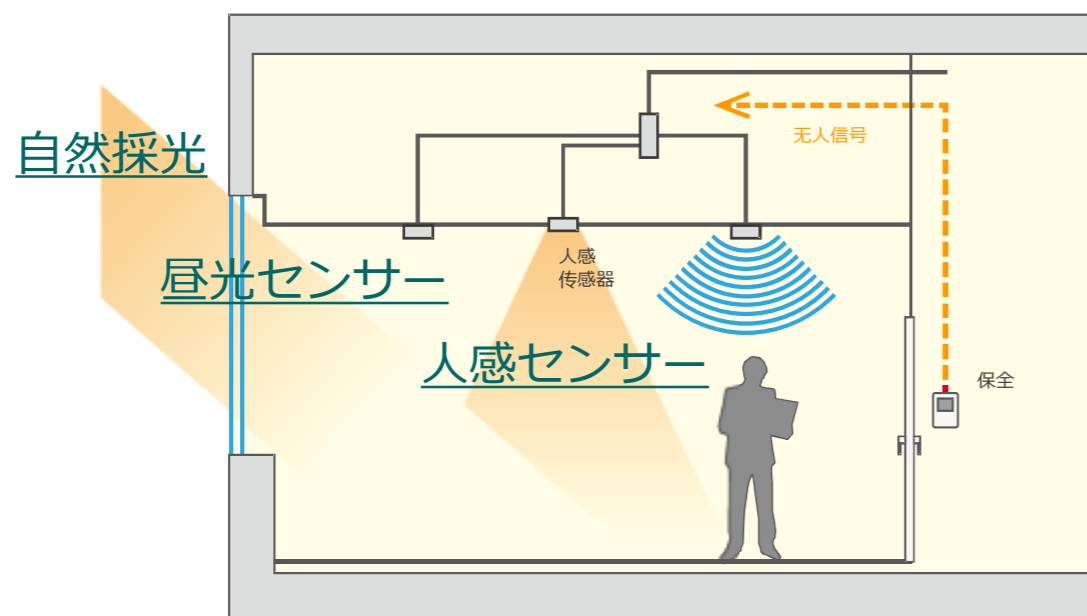 无人信号
自然採光
人感
传感器
昼光センサー
人感センサー
保全